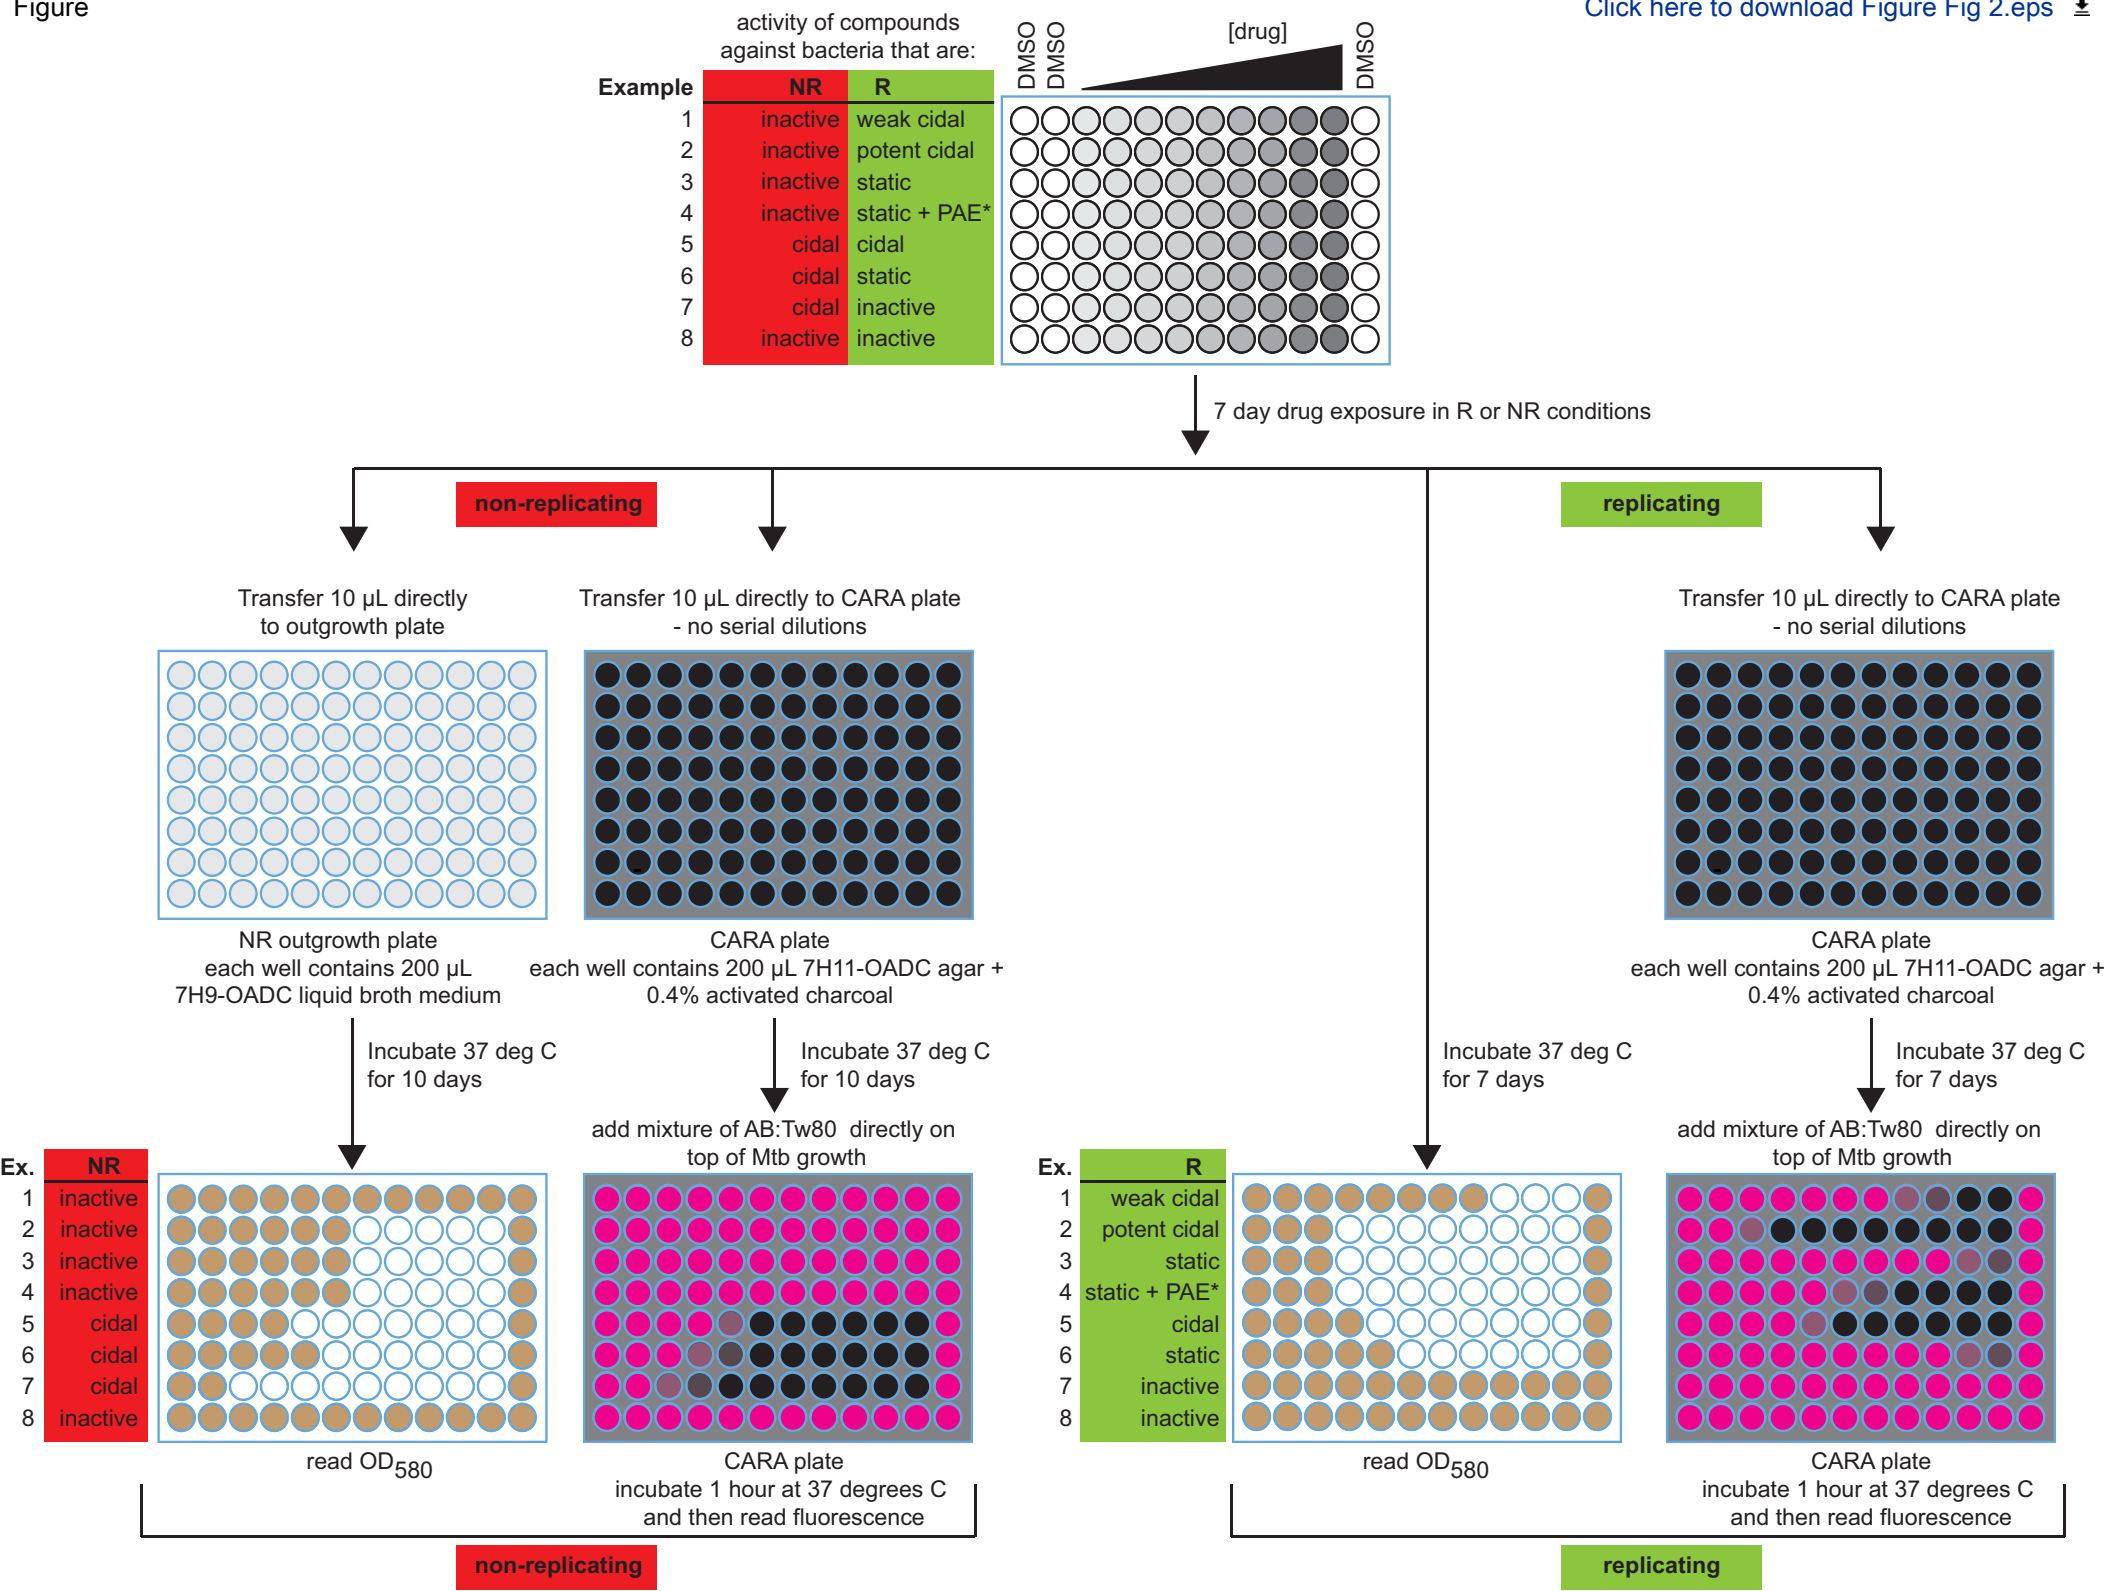 Figure
Click here to download Figure Fig 2.eps
activity of compounds
against bacteria that are:
DMSO
DMSO
[drug]
DMSO
Example NR R
1 inactive weak cidal
2 inactive potent cidal
3 inactive static
4 inactive static + PAE*
5 cidal cidal
6 cidal static
7 cidal inactive
8 inactive inactive
7 day drug exposure in R or NR conditions
non-replicating
replicating
Transfer 10 µL directly
to outgrowth plate
Transfer 10 µL directly to CARA plate
- no serial dilutions
Transfer 10 µL directly to CARA plate
- no serial dilutions
NR outgrowth plate
each well contains 200 µL
7H9-OADC liquid broth medium
CARA plate
each well contains 200 µL 7H11-OADC agar +
0.4% activated charcoal
CARA plate
each well contains 200 µL 7H11-OADC agar +
0.4% activated charcoal
Incubate 37 deg C
for 10 days
Incubate 37 deg C
for 10 days
Incubate 37 deg C
for 7 days
Incubate 37 deg C
for 7 days
add mixture of AB:Tw80 directly on
top of Mtb growth
add mixture of AB:Tw80 directly on
top of Mtb growth
Ex. NR
1 inactive
2 inactive
3 inactive
4 inactive
5 cidal
6 cidal
7 cidal
8 inactive
Ex. R
1 weak cidal
2 potent cidal
3 static
4 static + PAE*
5 cidal
6 static
7 inactive
8 inactive
read OD580
CARA plate
incubate 1 hour at 37 degrees C
and then read fluorescence
read OD580
CARA plate
incubate 1 hour at 37 degrees C
and then read fluorescence
non-replicating
replicating